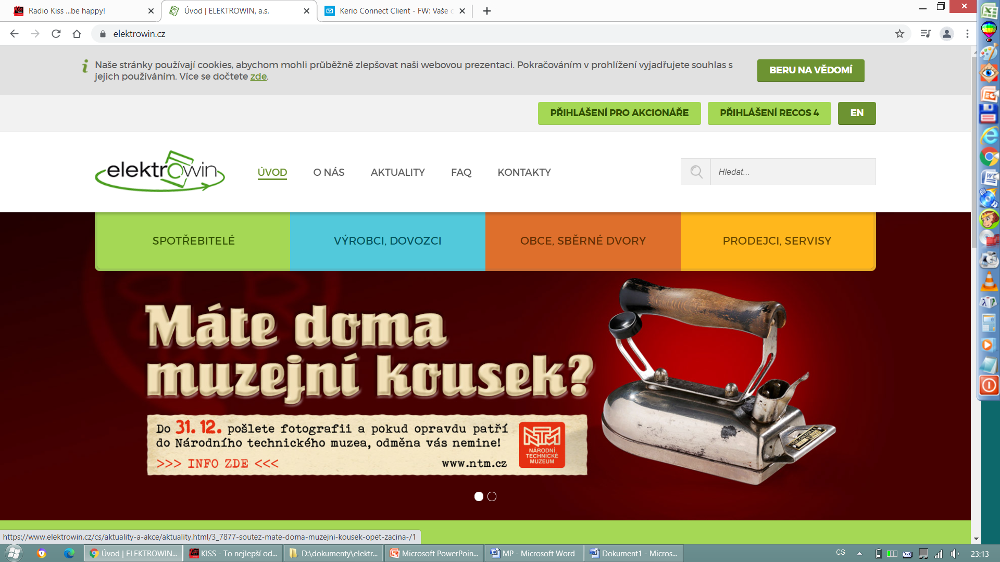 Radio Kiss ...be happy!
Úvod | ELEKTROWIN, a.s.
Kerio Connect Client - FW: Vaše
elektrowin.cz
Naše stránky používají cookies, abychom mohli průběžně zlepšovat naši webovou prezentaci. Pokračováním v prohlížení vyjadřujete souhlas s
jejich používáním. Více se dočtete zde.
BERU NA VĚDOMÍ
PŘIHLÁŠENÍ PRO AKCIONÁŘE
PŘIHLÁŠENÍ RECOS 4
EN
elektrowin
ÚVOD
O NÁS
AKTUALITY
FAQ
KONTAKTY
Hledat...
SPOTŘEBITELÉ
VÝROBCI, DOVOZCI
OBCE, SBĚRNÉ DVORY
PRODEJCI, SERVISY
Máte doma
muzejní kousek?
Do 31. 12. pošlete fotografii a pokud opravdu patří
do Národního technického muzea, odměna vás nemine!
>>> INFO ZDE <<<
www.ntm.cz
NTM
NÁRODNÍ
TECHNICKÉ
MUZEUM
https://www.elektrowin.cz/cs/aktuality-a-akce/aktuality.html/3_7877-soutez-mate-doma-muzejni-kousek-opet-zacina-/1
Úvod | ELEKTROWIN...
KISS - To nejlepší od...
D:\dokumenty\elektr...
Microsoft PowerPoin...
MP - Microsoft Word
Dokument1 - Micros...
CS
23:13